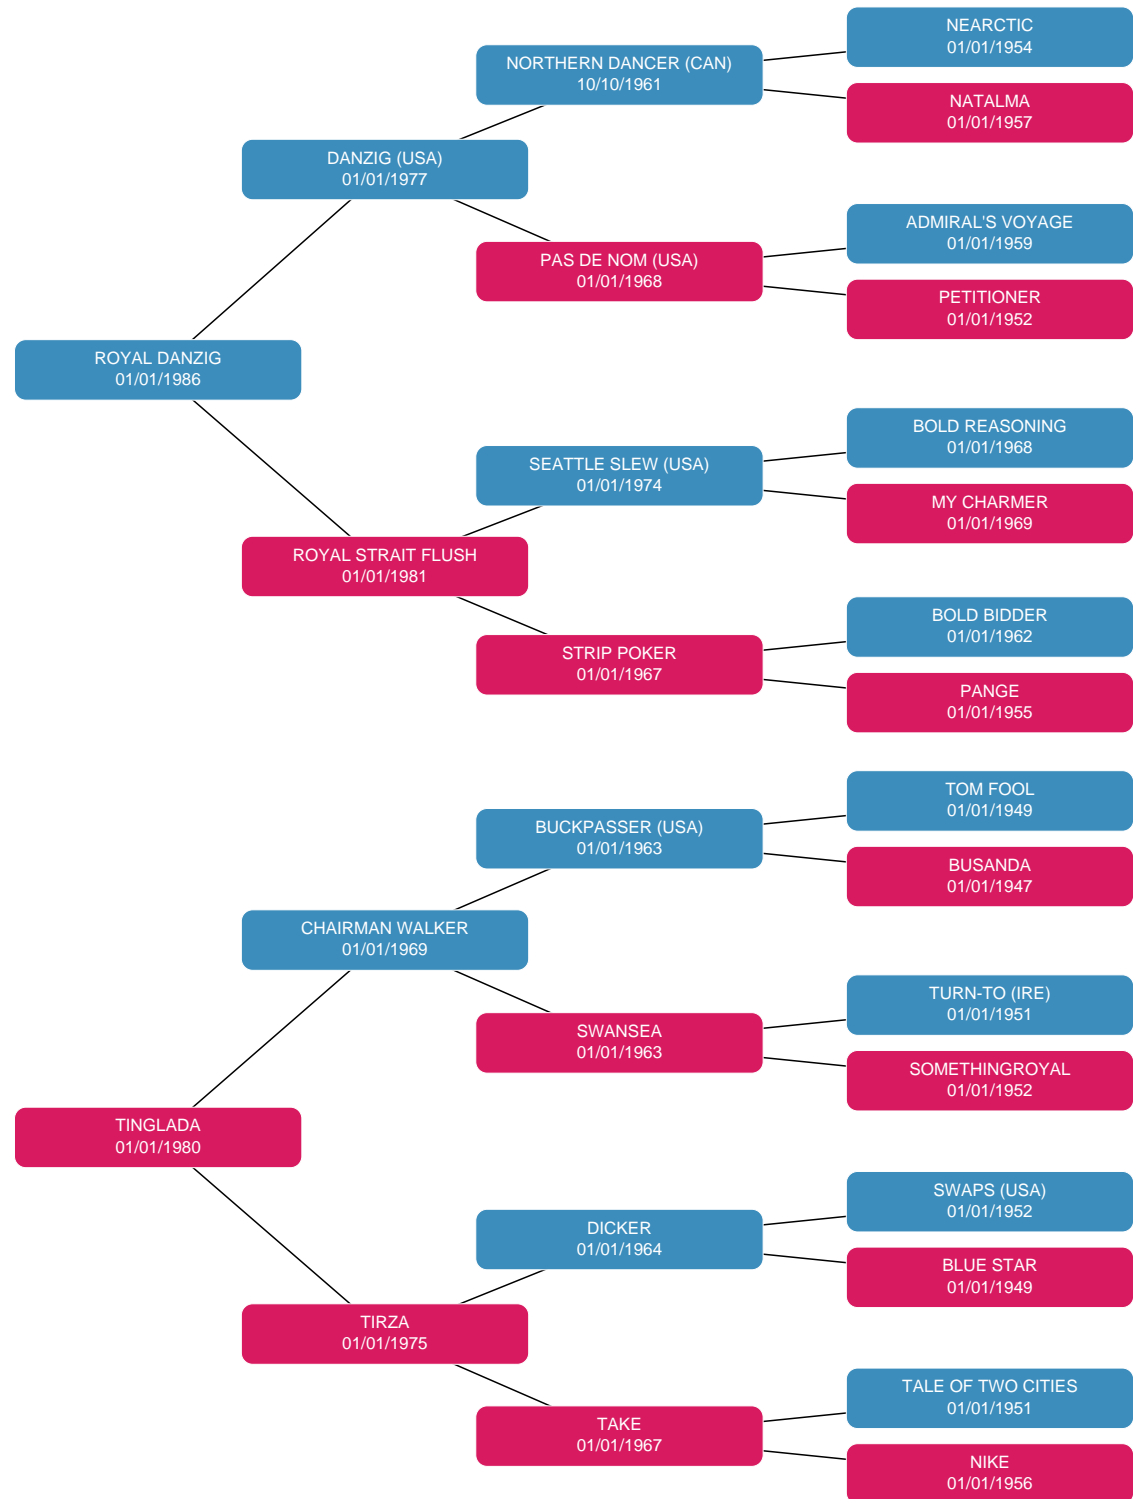 NEARCTIC
01/01/1954
NORTHERN DANCER (CAN)
10/10/1961
NATALMA
01/01/1957
DANZIG (USA)
01/01/1977
ADMIRAL'S VOYAGE
01/01/1959
PAS DE NOM (USA)
01/01/1968
PETITIONER
01/01/1952
ROYAL DANZIG
01/01/1986
BOLD REASONING
01/01/1968
SEATTLE SLEW (USA)
01/01/1974
MY CHARMER
01/01/1969
ROYAL STRAIT FLUSH
01/01/1981
BOLD BIDDER
01/01/1962
STRIP POKER
01/01/1967
PANGE
01/01/1955
TOM FOOL
01/01/1949
BUCKPASSER (USA)
01/01/1963
BUSANDA
01/01/1947
CHAIRMAN WALKER
01/01/1969
TURN-TO (IRE)
01/01/1951
SWANSEA
01/01/1963
SOMETHINGROYAL
01/01/1952
TINGLADA
01/01/1980
SWAPS (USA)
01/01/1952
DICKER
01/01/1964
BLUE STAR
01/01/1949
TIRZA
01/01/1975
TALE OF TWO CITIES
01/01/1951
TAKE
01/01/1967
NIKE
01/01/1956